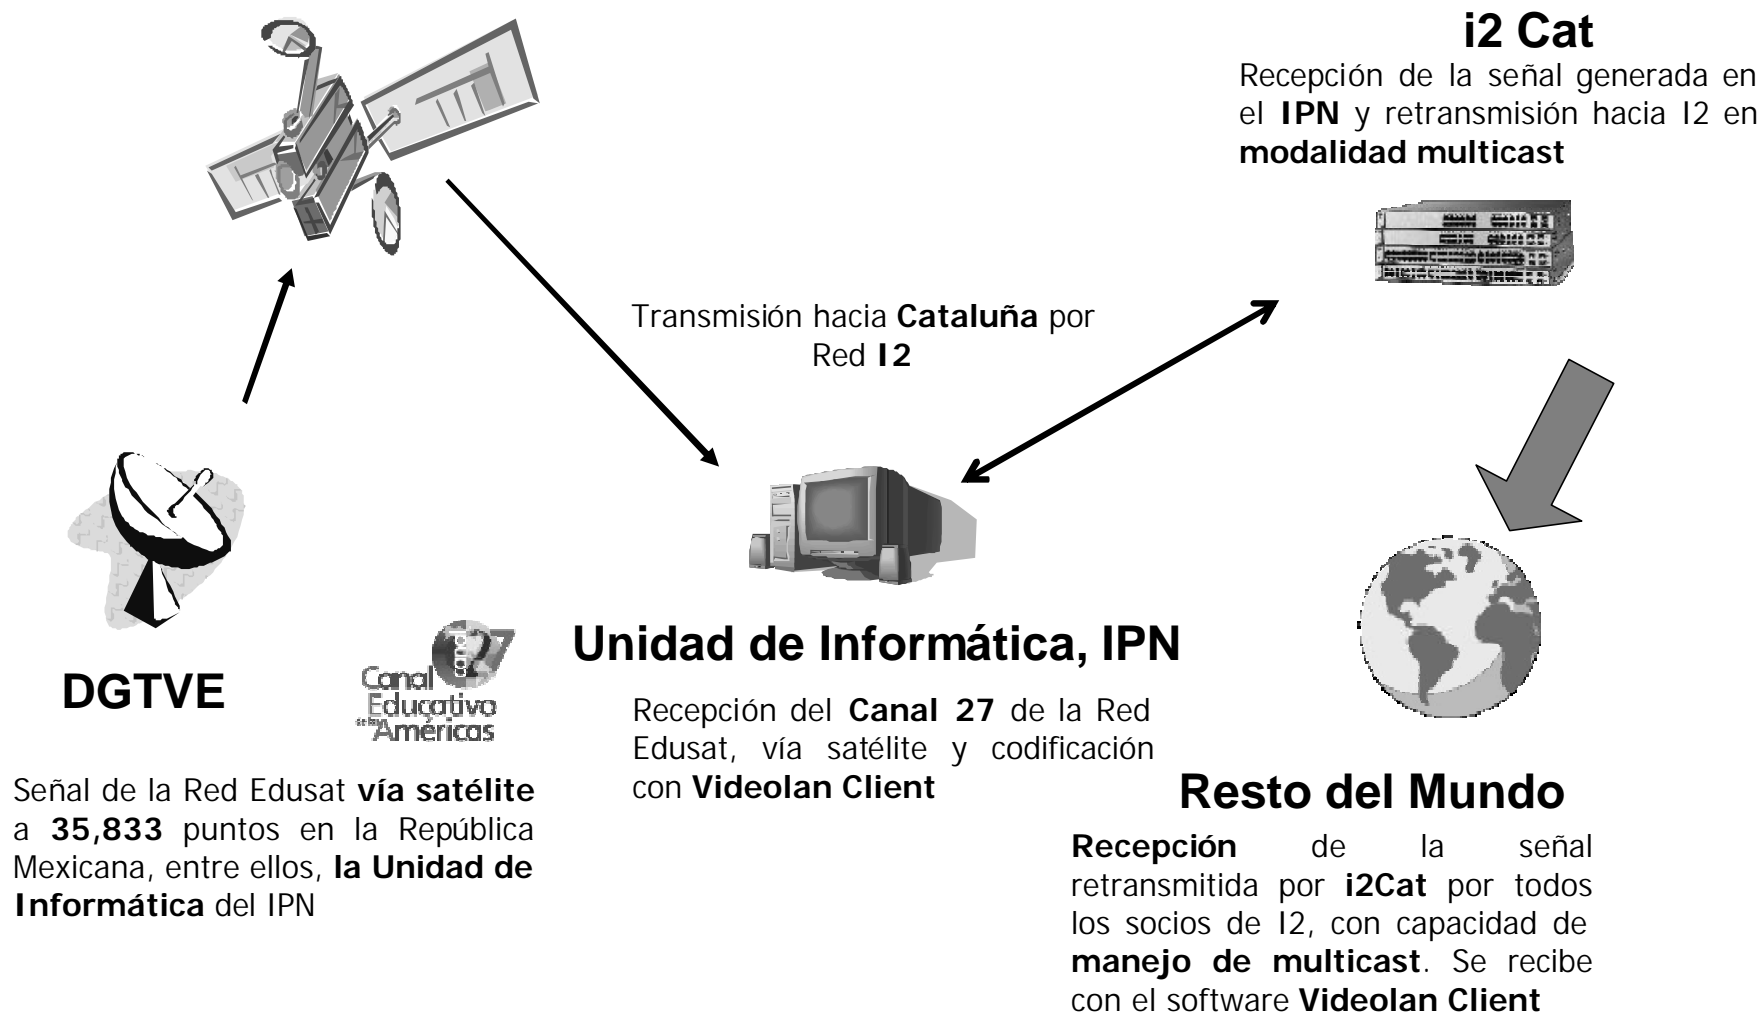 i2 Cat
Recepción de la señal generada en
el IPN y retransmisión hacia I2 en
modalidad multicast
Transmisión hacia Cataluña por
Red I2
DGTVE
Canal 27
Canal
Educativo
de las
Américas
Señal de la Red Edusat vía satélite
a 35,833 puntos en la República
Mexicana, entre ellos, la Unidad de
Informática del IPN
Unidad de Informática, IPN
Recepción del Canal 27 de la Red
Edusat, vía satélite y codificación
con Videolan Client
Resto del Mundo
Recepción de la señal
retransmitida por i2Cat por todos
los socios de I2, con capacidad de
manejo de multicast. Se recibe
con el software Videolan Client